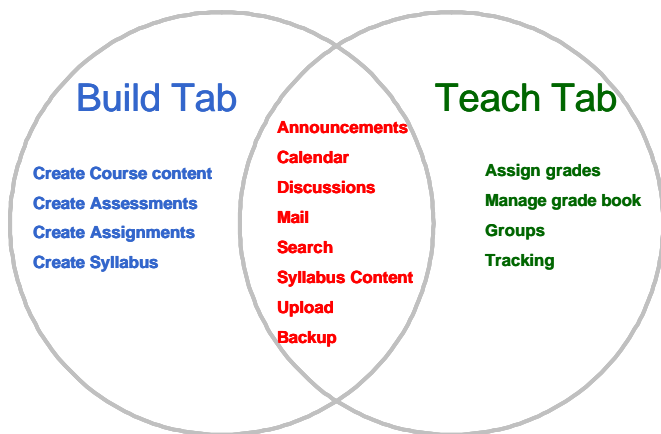 Build Tab
Create Course content
Create Assessments
Create Assignments
Create Syllabus
Announcements
Calendar
Discussions
Mail
Search
Syllabus Content
Upload
Backup
Teach Tab
Assign grades
Manage grade book
Groups
Tracking